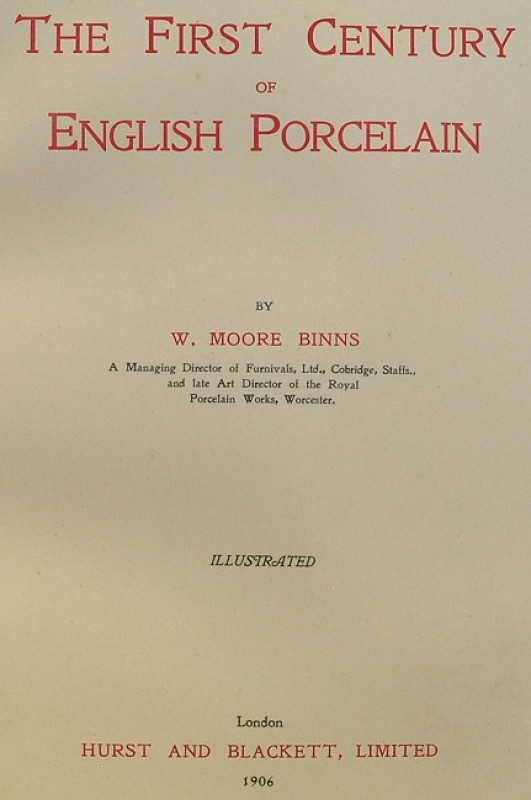 THE FIRST CENTURY
OF
ENGLISH PORCELAIN
BY
W. MOORE BINNS
A Managing Director of Furnivals, Ltd., Cobridge, Staffs.,
and late Art Director of the Royal
Porcelain Works, Worcester.
ILLUSTRATED
London
HURST AND BLACKETT, LIMITED
1906